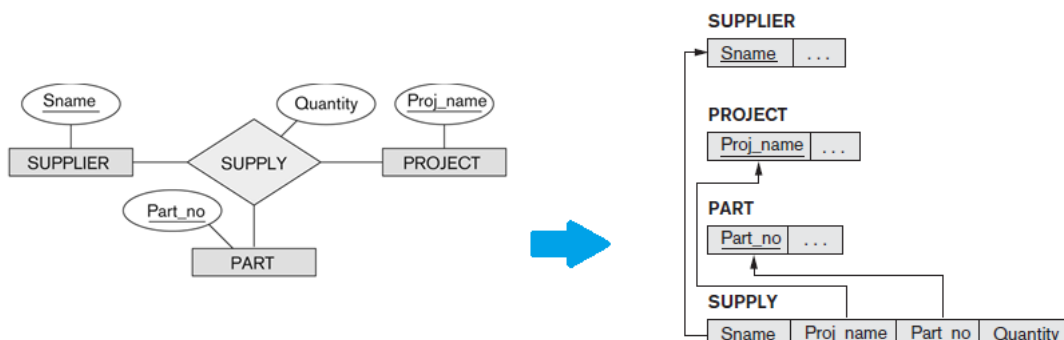 Sname
Quantity
Proj_name
SUPPLIER
SUPPLY
PROJECT
Part_no
PART
SUPPLIER
Sname ...
PROJECT
Proj_name ...
PART
Part_no ...
SUPPLY
Sname Proj_name Part_no Quantity